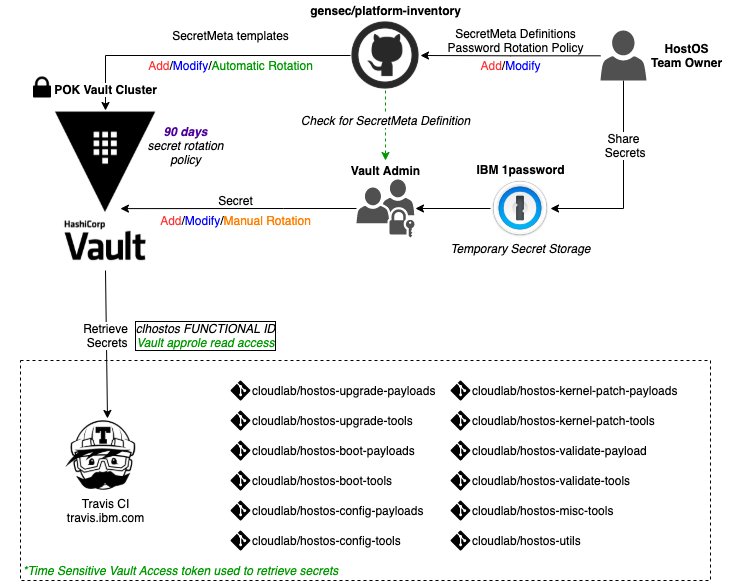 gensec/platform-inventory
SecretMeta templates
Add/Modify/Automatic Rotation
SecretMeta Definitions
Password Rotation Policy
Add/Modify
HostOS
Team Owner
POK Vault Cluster
90 days
secret rotation
policy
Check for SecretMeta Definition
Share
Secrets
Vault Admin
IBM 1password
Secret
Add/Modify/Manual Rotation
Temporary Secret Storage
HashiCorp
Vault
Retrieve
Secrets
clhostos FUNCTIONAL ID
Vault approle read access
cloudlab/hostos-upgrade-payloads
cloudlab/hostos-kernel-patch-payloads
cloudlab/hostos-upgrade-tools
cloudlab/hostos-kernel-patch-tools
cloudlab/hostos-boot-payloads
cloudlab/hostos-validate-payload
cloudlab/hostos-boot-tools
cloudlab/hostos-validate-tools
cloudlab/hostos-config-payloads
cloudlab/hostos-misc-tools
cloudlab/hostos-config-tools
cloudlab/hostos-utils
T
Travis CI
travis.ibm.com
*Time Sensitive Vault Access token used to retrieve secrets